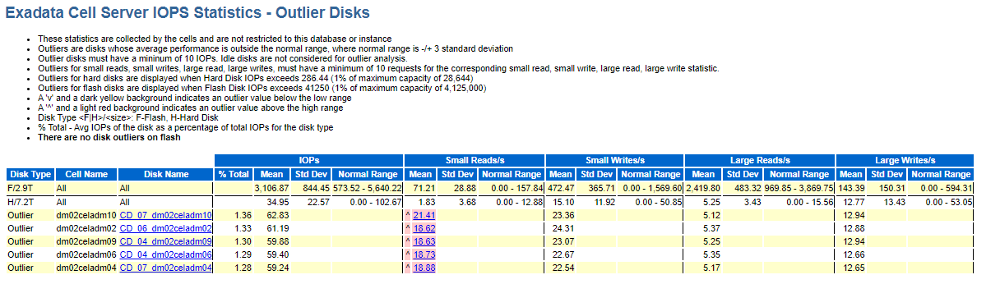 Exadata Cell Server IOPS Statistics - Outlier Disks
These statistics are collected by the cells and are not restricted to this database or instance
Outliers are disks whose average performance is outside the normal range, where normal range is -/+ 3 standard deviation
Outlier disks must have a mininum of 10 IOPs. Idle disks are not considered for outlier analysis.
Outliers for small reads, small writes, large read, large writes, must have a minimum of 10 requests for the corresponding small read, small write, large read, large write statistic.
Outliers for hard disks are displayed when Hard Disk IOPs exceeds 286.44 (1% of maximum capacity of 28,644)
Outliers for flash disks are displayed when Flash Disk IOPs exceeds 41250 (1% of maximum capacity of 4,125,000)
A 'v' and a dark yellow background indicates an outlier value below the low range
A '^' and a light red background indicates an outlier value above the high range
Disk Type <F|H>/<size>: F-Flash, H-Hard Disk
% Total - Avg IOPs of the disk as a percentage of total IOPs for the disk type
There are no disk outliers on flash
IOPs Small Reads/s Small Writes/s Large Reads/s Large Writes/s
Disk Type Cell Name Disk Name % Total Mean Std Dev Normal Range Mean Std Dev Normal Range Mean Std Dev Normal Range Mean Std Dev Normal Range Mean Std Dev Normal Range
F/2.9T All All 3,106.87 844.45 573.52 - 5,640.22 71.21 28.88 0.00 - 157.84 472.47 365.71 0.00 - 1,569.60 2,419.80 483.32 969.85 - 3,869.75 143.39 150.31 0.00 - 594.31
H/7.2T All All 34.95 22.57 0.00 - 102.67 1.83 3.68 0.00 - 12.88 15.10 11.92 0.00 - 50.85 5.25 3.43 0.00 - 15.56 12.77 13.43 0.00 - 53.05
Outlier dm02celadm10 CD_07_dm02celadm10 1.36 62.83 ^ 21.41 23.36 5.12 12.94
Outlier dm02celadm02 CD_06_dm02celadm02 1.33 61.19 ^ 18.62 24.31 5.37 12.88
Outlier dm02celadm09 CD_04_dm02celadm09 1.30 59.88 ^ 18.63 23.07 5.25 12.94
Outlier dm02celadm06 CD_04_dm02celadm06 1.29 59.40 ^ 18.73 22.67 5.35 12.66
Outlier dm02celadm04 CD_07_dm02celadm04 1.28 59.24 ^ 18.88 22.54 5.17 12.65